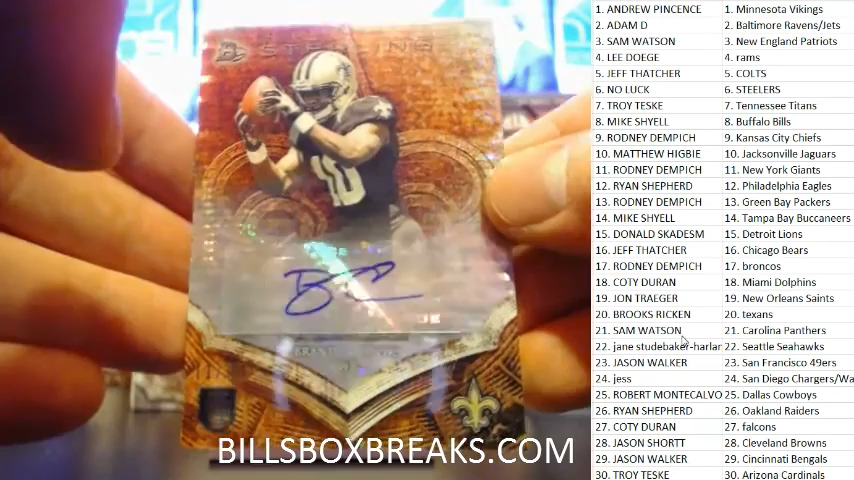 STERLING
BILLSBOXBREAKS.COM
1. ANDREW PINCENCE 1. Minnesota Vikings
2. ADAM D 2. Baltimore Ravens/Jets
3. SAM WATSON 3. New England Patriots
4. LEE DOEGE 4. rams
5. JEFF THATCHER 5. COLTS
6. NO LUCK 6. STEELERS
7. TROY TESKE 7. Tennessee Titans
8. MIKE SHYELL 8. Buffalo Bills
9. RODNEY DEMPICH 9. Kansas City Chiefs
10. MATTHEW HIGBIE 10. Jacksonville Jaguars
11. RODNEY DEMPICH 11. New York Giants
12. RYAN SHEPHERD 12. Philadelphia Eagles
13. RODNEY DEMPICH 13. Green Bay Packers
14. MIKE SHYELL 14. Tampa Bay Buccaneers
15. DONALD SKADESM 15. Detroit Lions
16. JEFF THATCHER 16. Chicago Bears
17. RODNEY DEMPICH 17. broncos
18. COTY DURAN 18. Miami Dolphins
19. JON TRAEGER 19. New Orleans Saints
20. BROOKS RICKEN 20. texans
21. SAM WATSON 21. Carolina Panthers
22. jane studebaker-harlar 22. Seattle Seahawks
23. JASON WALKER 23. San Francisco 49ers
24. jess 24. San Diego Chargers/Wa
25. ROBERT MONTECALVO 25. Dallas Cowboys
26. RYAN SHEPHERD 26. Oakland Raiders
27. COTY DURAN 27. falcons
28. JASON SHORTT 28. Cleveland Browns
29. JASON WALKER 29. Cincinnati Bengals
30. TROY TESKE 30. Arizona Cardinals